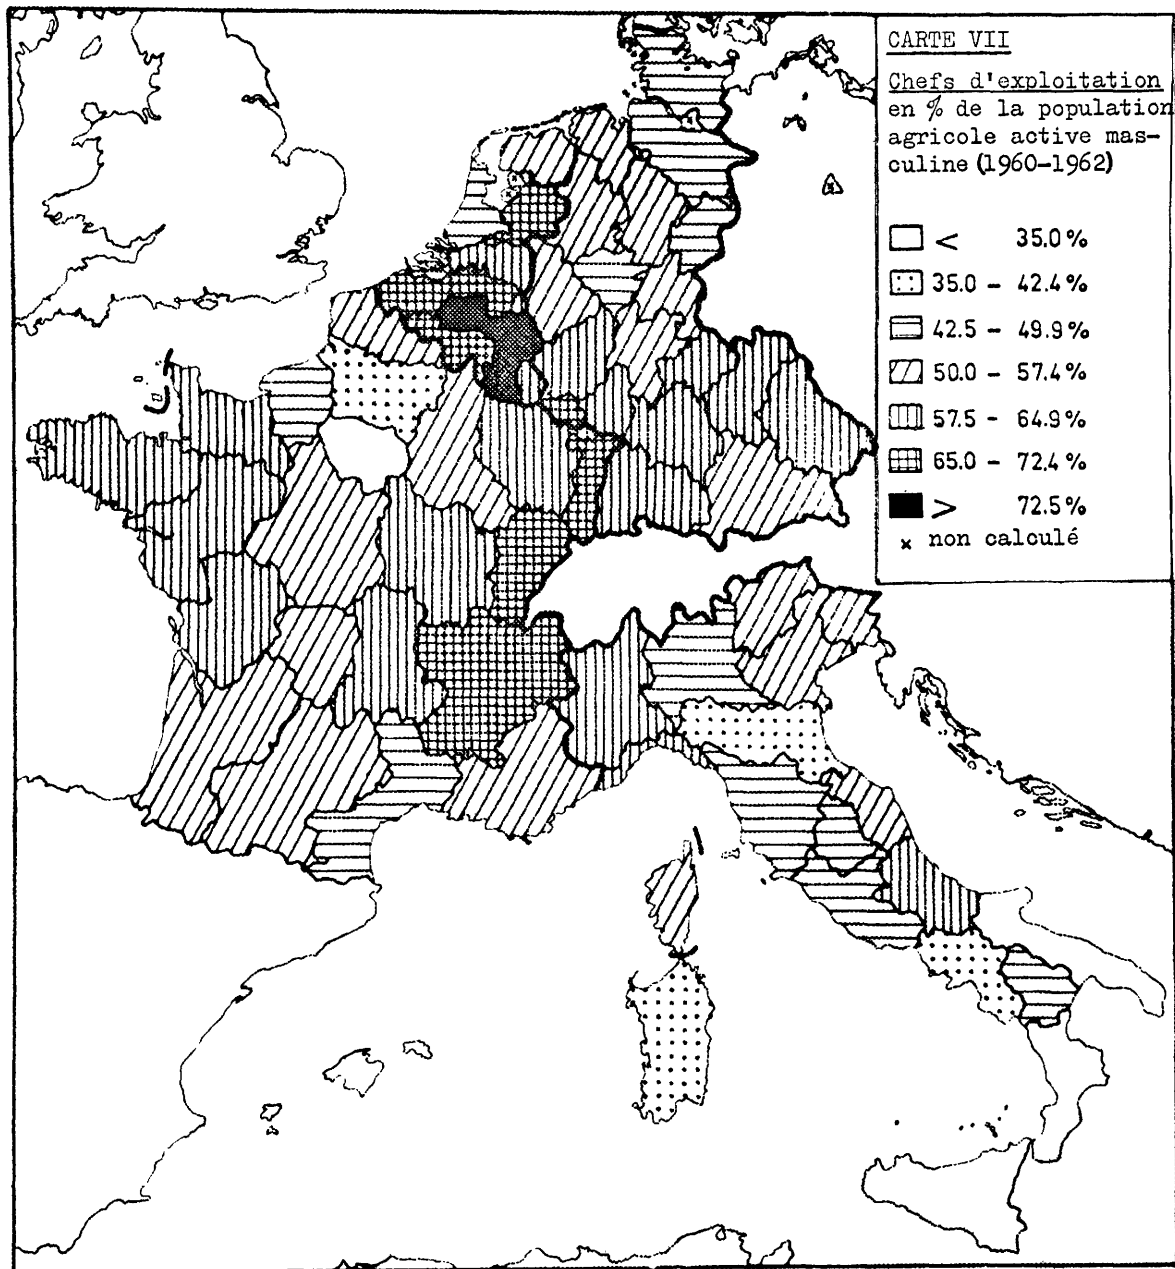 CARTE VII
Chefs d'exploitation
en % de la population
agricole active mas-
culine (1960-1962)
< 35.0%
35.0 - 42.4%
42.5 - 49.9%
50.0 - 57.4%
57.5 - 64.9%
65.0 - 72.4%
> 72.5%
x non calculé